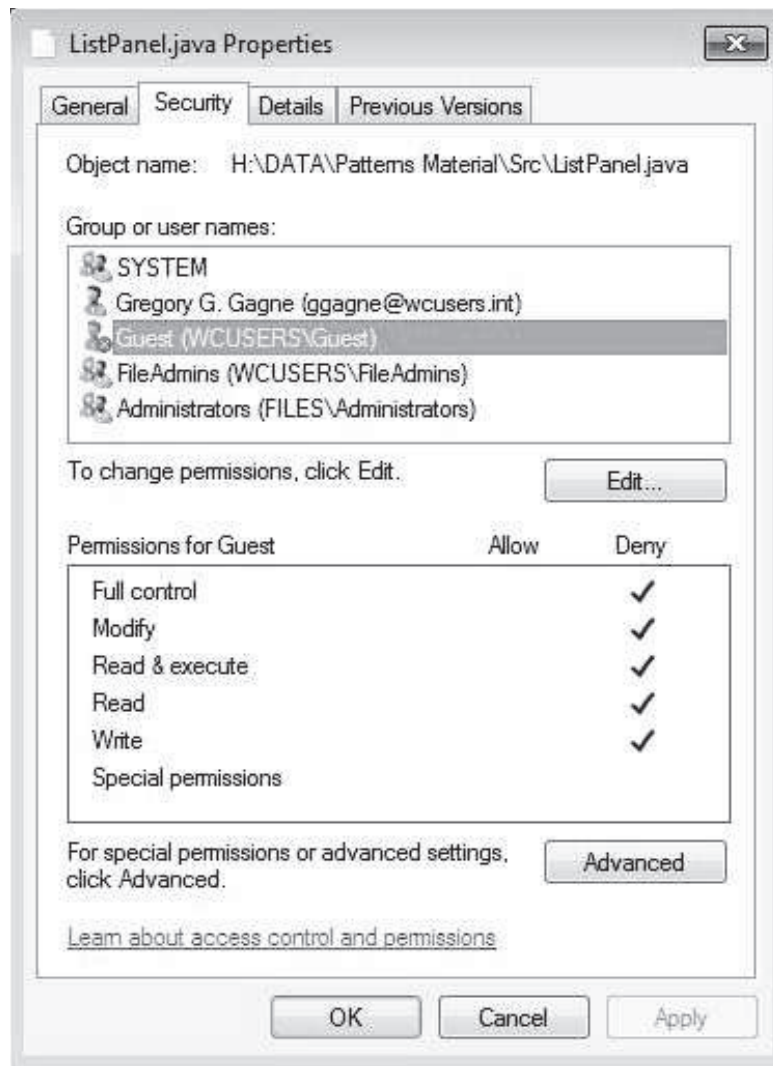 ListPanel.java Properties
General Security Details Previous Versions
Object name: H:\DATA\Patterns Material\Src\ListPanel.java
Group or user names:
SYSTEM
Gregory G. Gagne (ggagne@wcusers.int)
Guest (WCUSERS\Guest)
FileAdmins (WCUSERS\FileAdmins)
Administrators (FILES\Administrators)
To change permissions, click Edit.
Edit...
Permissions for Guest Allow Deny
Full control
Modify
Read & execute
Read
Write
Special permissions
For special permissions or advanced settings,
click Advanced.
Advanced
Learn about access control and permissions
OK Cancel Apply